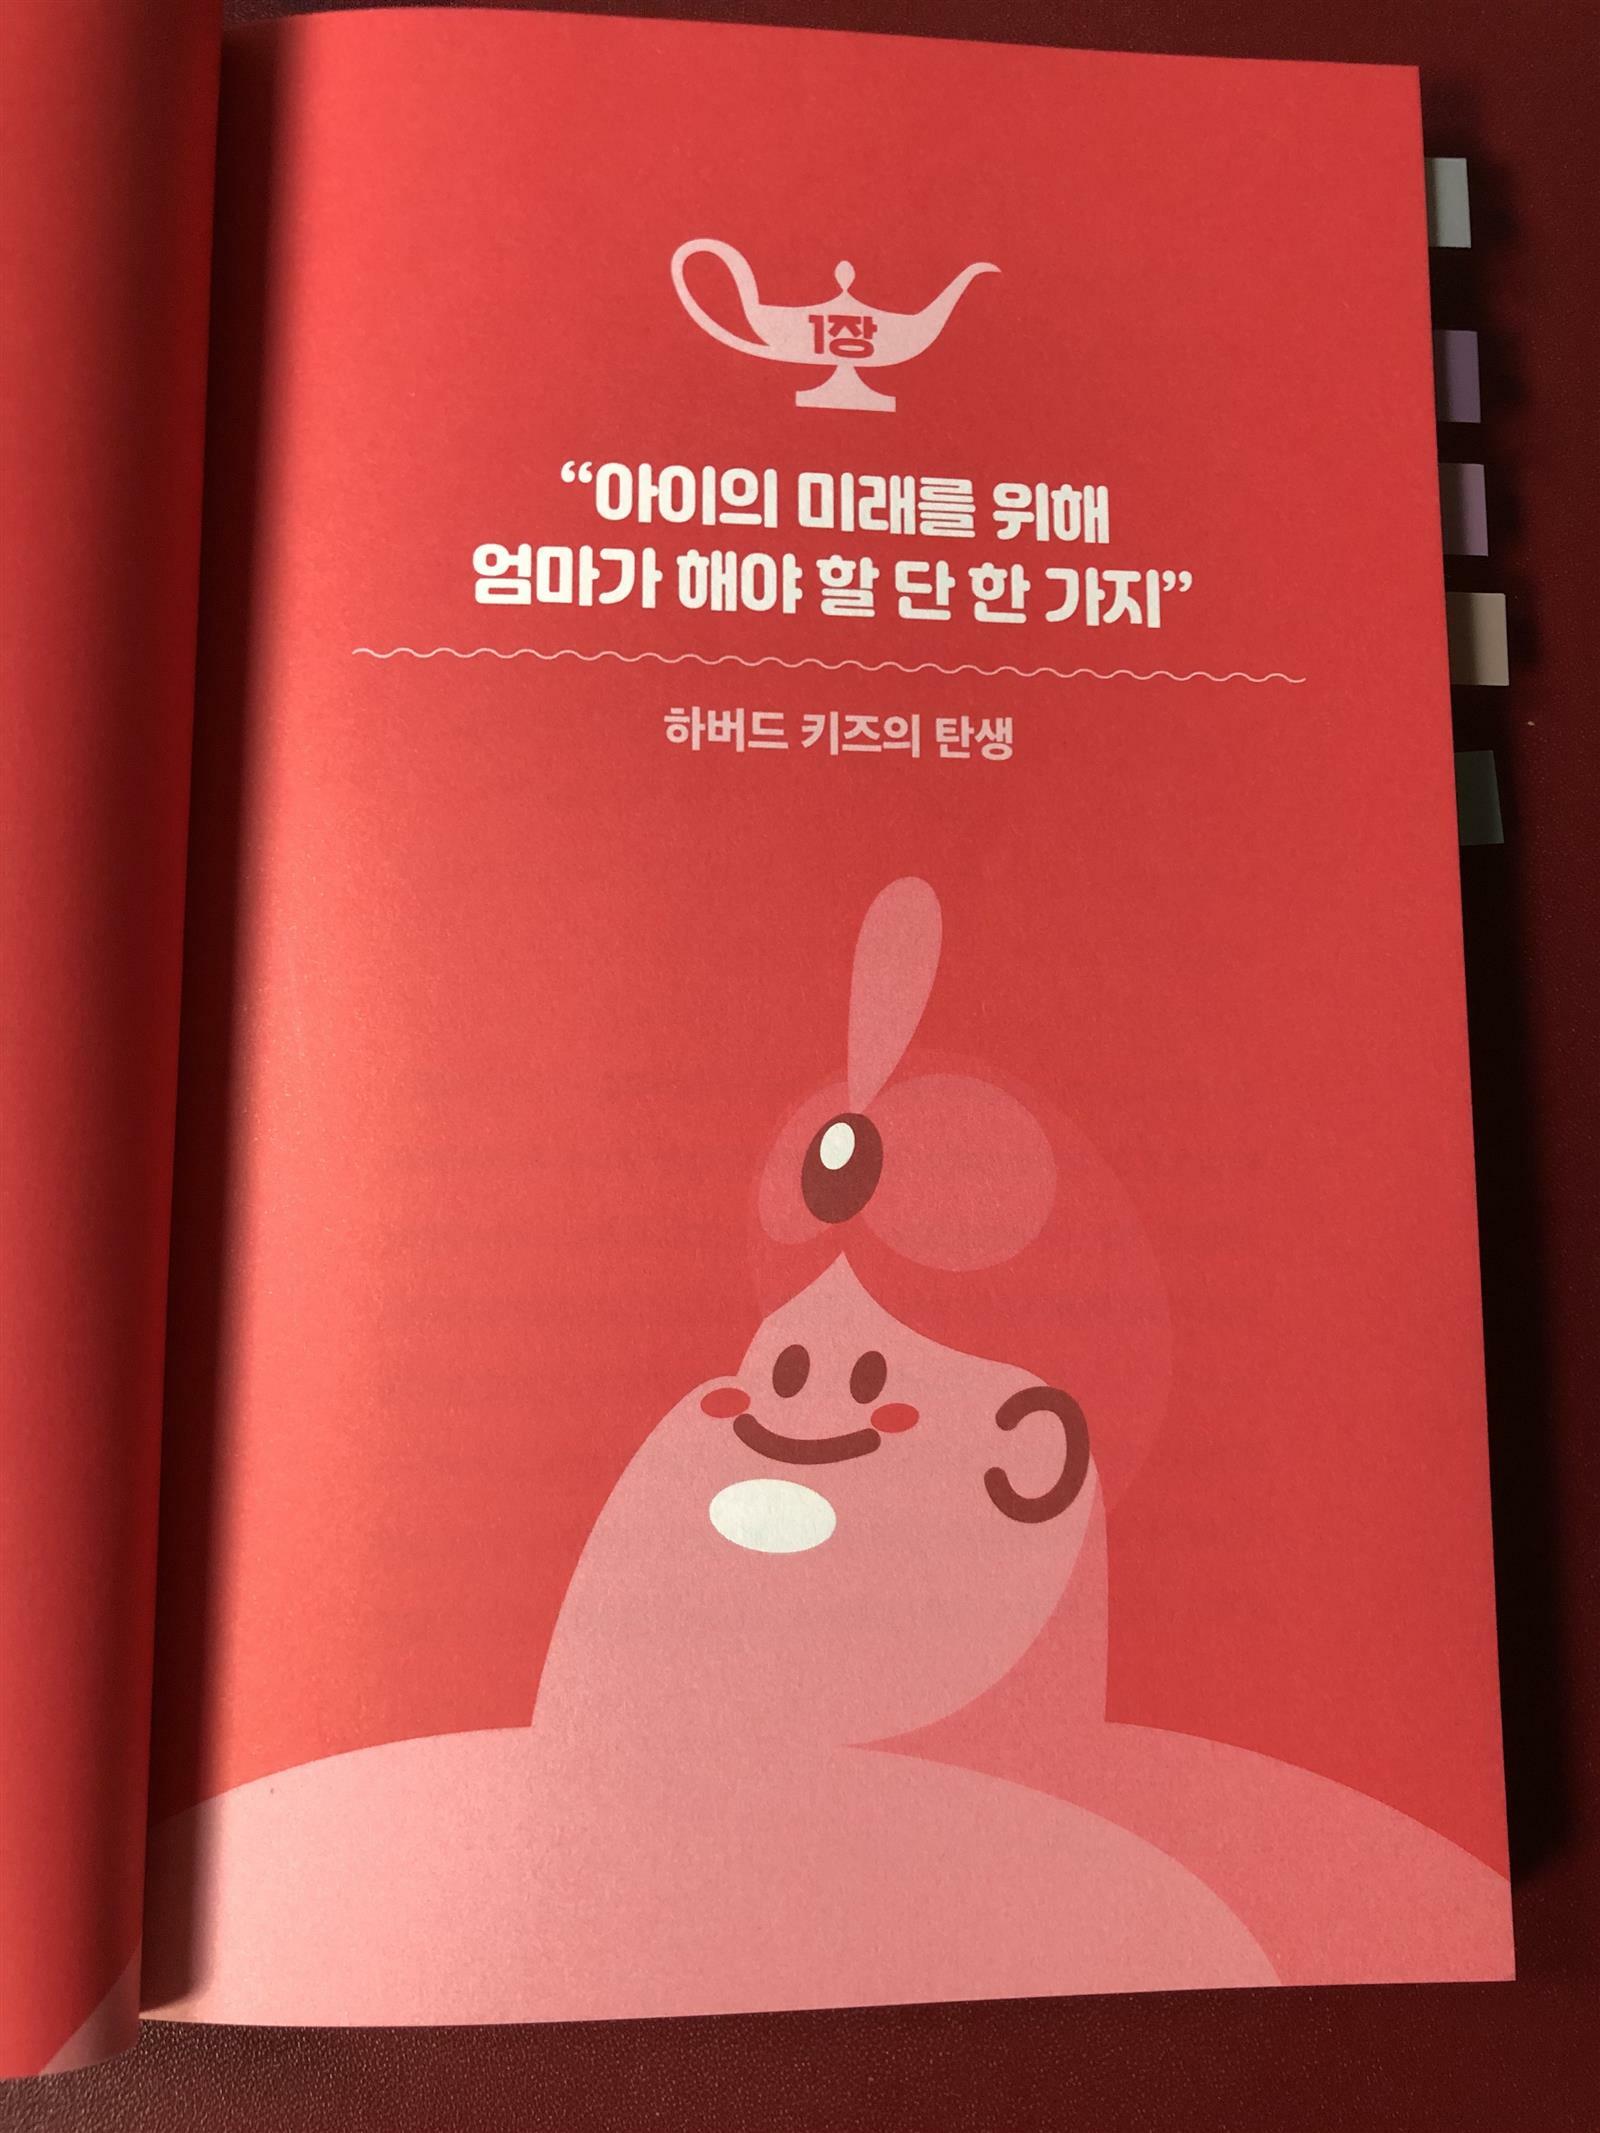 1장
“아이의 미래를 위해
엄마가 해야 할 단 한 가지”
하버드 키즈의 탄생